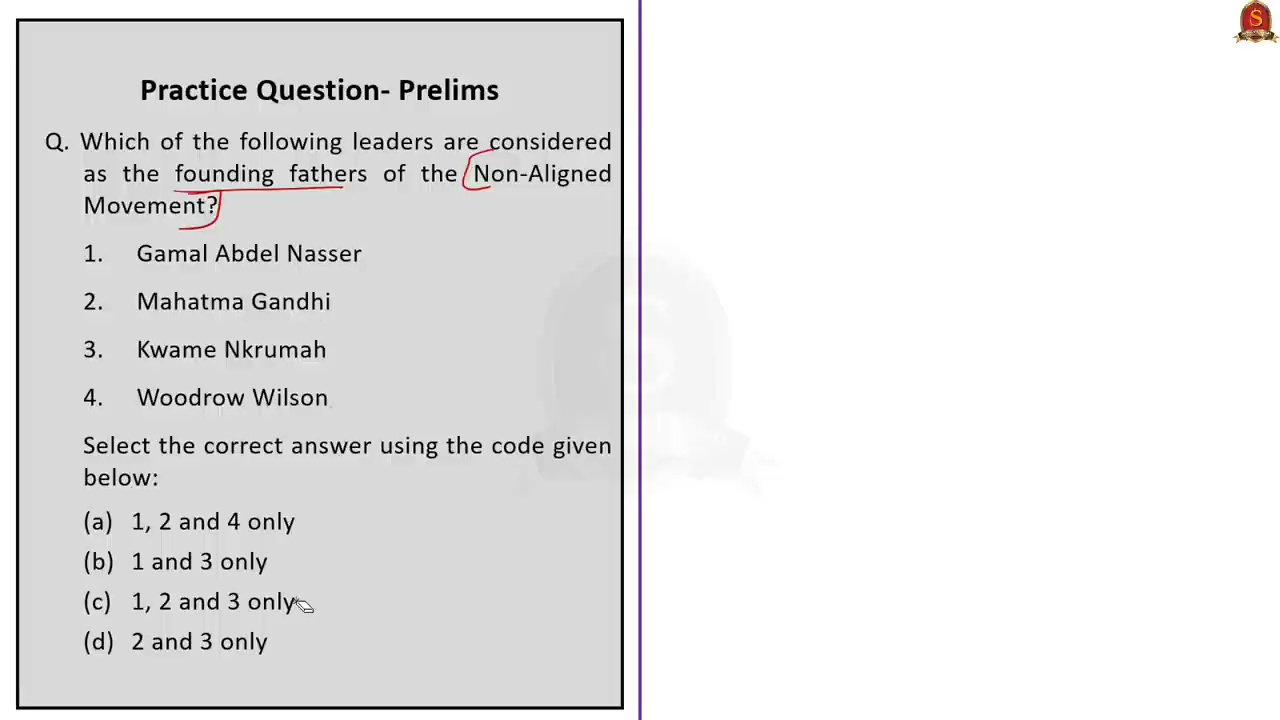 Practice Question- Prelims
Q. Which of the following leaders are considered
as the founding fathers of the Non-Aligned
Movement?
1. Gamal Abdel Nasser
2. Mahatma Gandhi
3. Kwame Nkrumah
4. Woodrow Wilson
Select the correct answer using the code given
below:
(a) 1, 2 and 4 only
(b) 1 and 3 only
(c) 1, 2 and 3 only
(d) 2 and 3 only
S